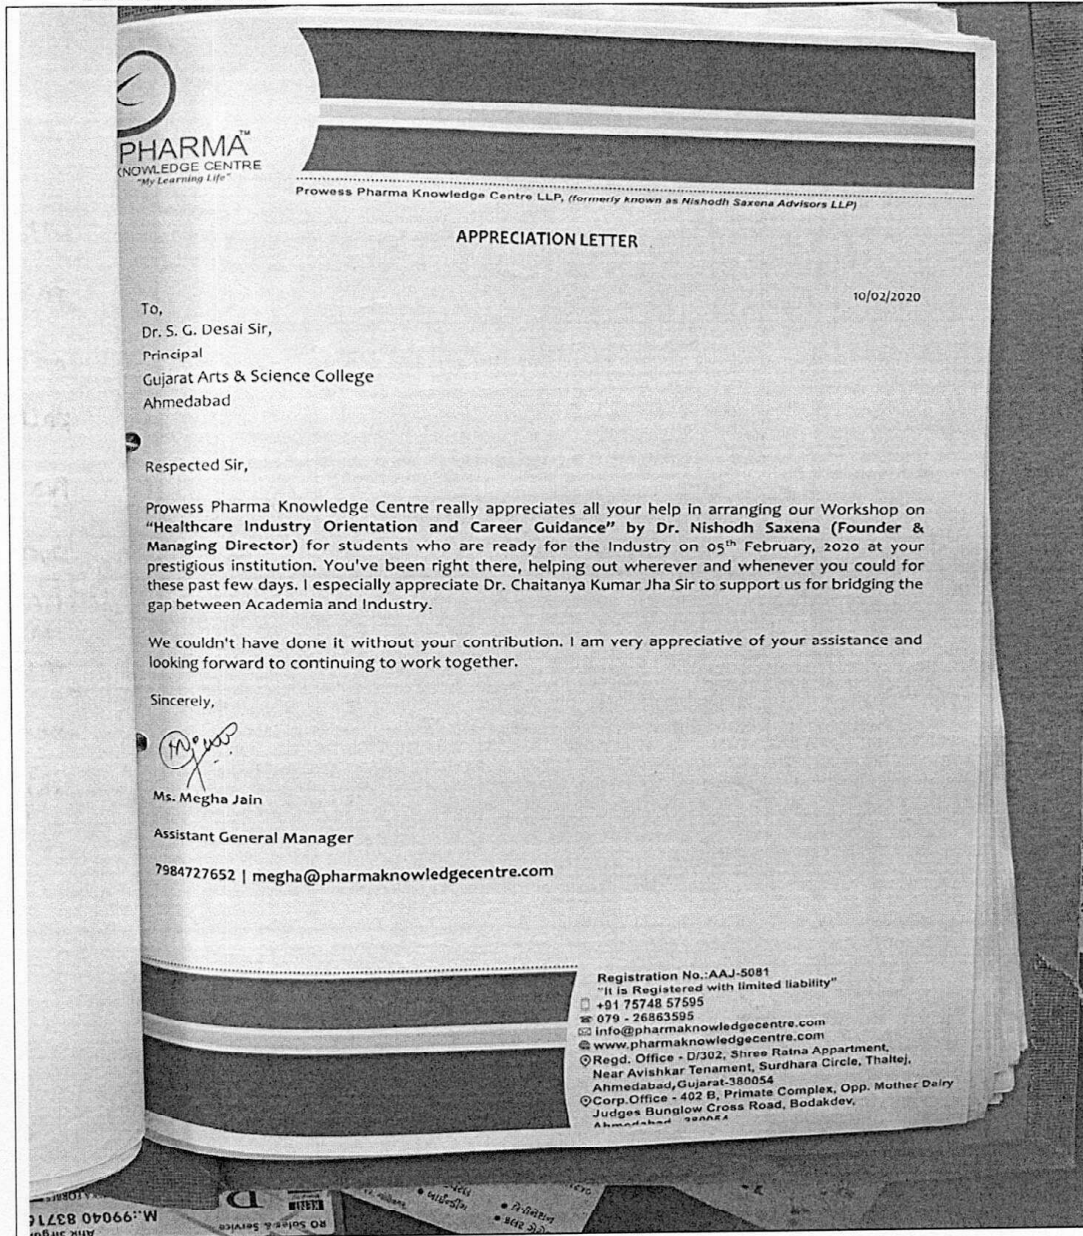 PHARMA™
KNOWLEDGE CENTRE
"My Learning Life"
Prowess Pharma Knowledge Centre LLP, (formerly known as Nishodh Saxena Advisors LLP)
APPRECIATION LETTER
10/02/2020
To,
Dr. S. G. Desai Sir,
Principal
Gujarat Arts & Science College
Ahmedabad
Respected Sir,
Prowess Pharma Knowledge Centre really appreciates all your help in arranging our Workshop on
"Healthcare Industry Orientation and Career Guidance" by Dr. Nishodh Saxena (Founder &
Managing Director) for students who are ready for the Industry on 05th February, 2020 at your
prestigious institution. You've been right there, helping out wherever and whenever you could for
these past few days. I especially appreciate Dr. Chaitanya Kumar Jha Sir to support us for bridging the
gap between Academia and Industry.
We couldn't have done it without your contribution. I am very appreciative of your assistance and
looking forward to continuing to work together.
Sincerely,
Ms. Megha Jain
Assistant General Manager
7984727652 | megha@pharmaknowledgecentre.com
Registration No.:AAJ-5081
"It is Registered with limited liability"
+91 75748 57595
079 - 26863595
info@pharmaknowledgecentre.com
www.pharmaknowledgecentre.com
Regd. Office - D/302, Shree Ratna Appartment,
Near Avishkar Tenament, Surdhara Circle, Thaltej,
Ahmedabad,Gujarat-380054
Corp.Office - 402 B, Primate Complex, Opp. Mother Dairy
Judges Bunglow Cross Road, Bodakdev,
Ahmedabad - 380054
RO Sales & Service
KENT
M.:99040 8371